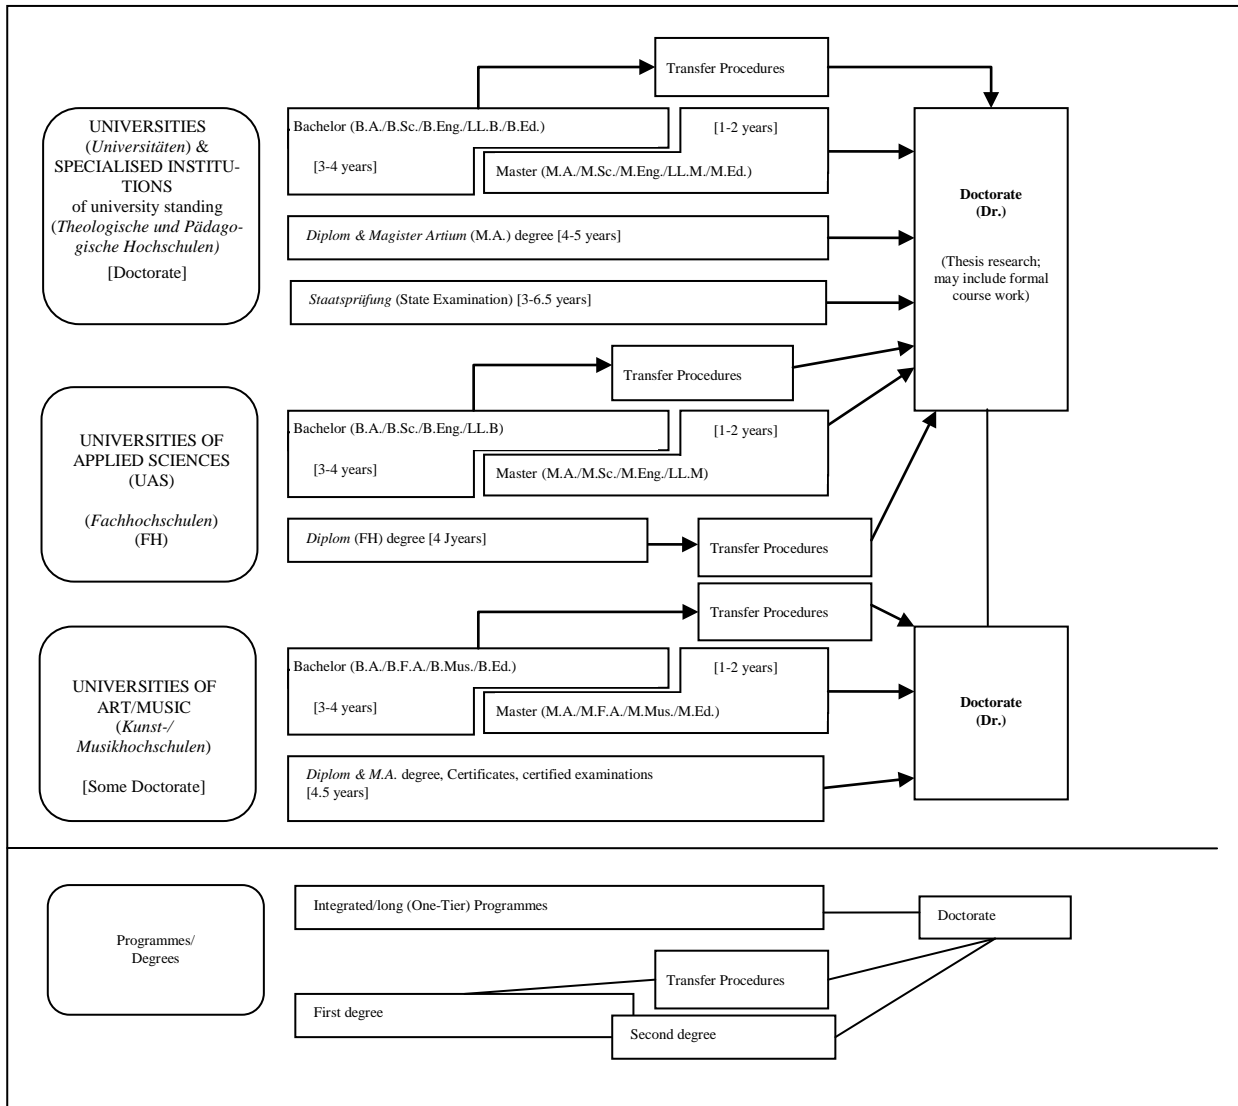 Transfer Procedures
UNIVERSITIES
(Universitäten) &
SPECIALISED INSTITU-
TIONS
of university standing
(Theologische und Pädago-
gische Hochschulen)
[Doctorate]
Bachelor (B.A./B.Sc./B.Eng./LL.B./B.Ed.)
[3-4 years]
[1-2 years]
Master (M.A./M.Sc./M.Eng./LL.M./M.Ed.)
Diplom & Magister Artium (M.A.) degree [4-5 years]
Staatsprüfung (State Examination) [3-6.5 years]
Doctorate
(Dr.)
(Thesis research;
may include formal
course work)
Transfer Procedures
UNIVERSITIES OF
APPLIED SCIENCES
(UAS)
(Fachhochschulen)
(FH)
Bachelor (B.A./B.Sc./B.Eng./LL.B)
[3-4 years]
[1-2 years]
Master (M.A./M.Sc./M.Eng./LL.M)
Diplom (FH) degree [4 Jyears]
Transfer Procedures
Transfer Procedures
UNIVERSITIES OF
ART/MUSIC
(Kunst-/
Musikhochschulen)
[Some Doctorate]
Bachelor (B.A./B.F.A./B.Mus./B.Ed.)
[3-4 years]
[1-2 years]
Master (M.A./M.F.A./M.Mus./M.Ed.)
Diplom & M.A. degree, Certificates, certified examinations
[4.5 years]
Doctorate
(Dr.)
Programmes/
Degrees
Integrated/long (One-Tier) Programmes
Doctorate
Transfer Procedures
First degree
Second degree